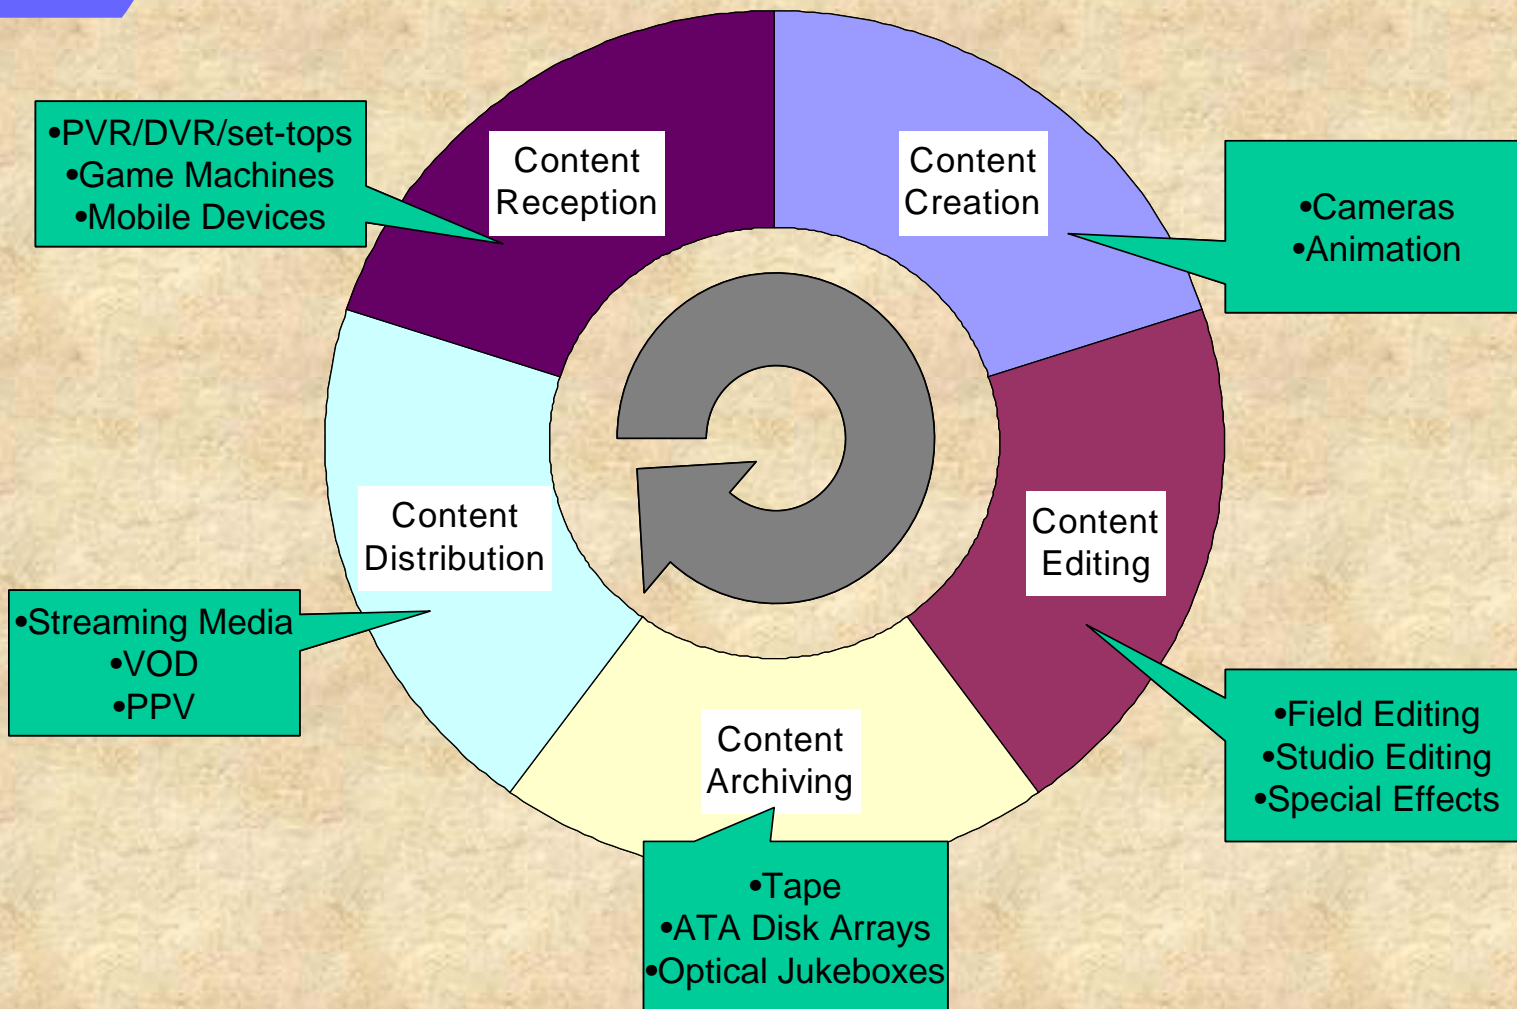 •PVR/DVR/set-tops
•Game Machines
•Mobile Devices
Content
Reception
Content
Creation
•Cameras
•Animation
Content
Distribution
Content
Editing
•Streaming Media
•VOD
•PPV
Content
Archiving
•Field Editing
•Studio Editing
•Special Effects
•Tape
•ATA Disk Arrays
•Optical Jukeboxes